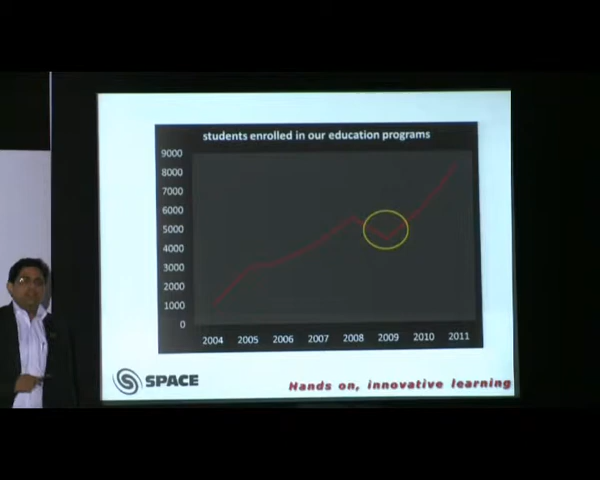 students enrolled in our education programs
9000
8000
7000
6000
5000
4000
3000
2000
1000
0
2004 2005 2006 2007 2008 2009 2010 2011
SPACE
Hands on, innovative learning